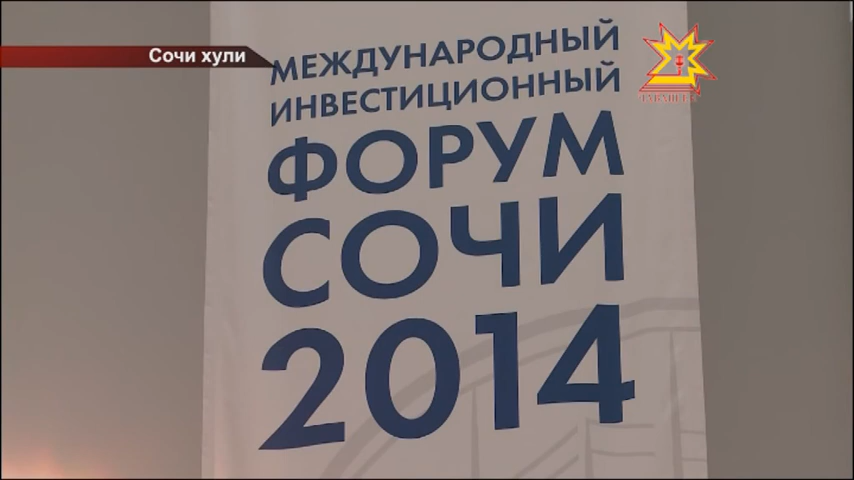 Сочи хули
МЕЖДУНАРОДНЫЙ
ИНВЕСТИЦИОННЫЙ
ФОРУМ
СОЧИ
2014